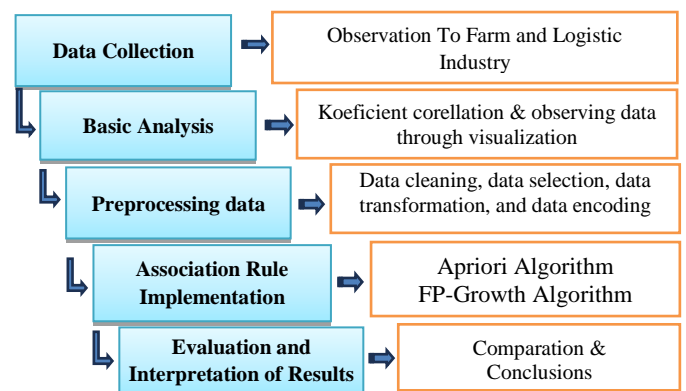 Data Collection
Observation To Farm and Logistic
Industry
Basic Analysis
Koeficient corellation & observing data
through visualization
Preprocessing data
Data cleaning, data selection, data
transformation, and data encoding
Association Rule
Implementation
Apriori Algorithm
FP-Growth Algorithm
Evaluation and
Interpretation of Results
Comparation &
Conclusions